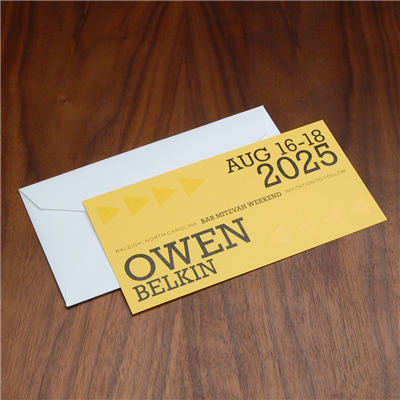 AUG 16-18
2025
RALEIGH, NORTH CAROLINA BAR MITZVAH WEEKEND INVITATION TO FOLLOW
OWEN
BELKIN